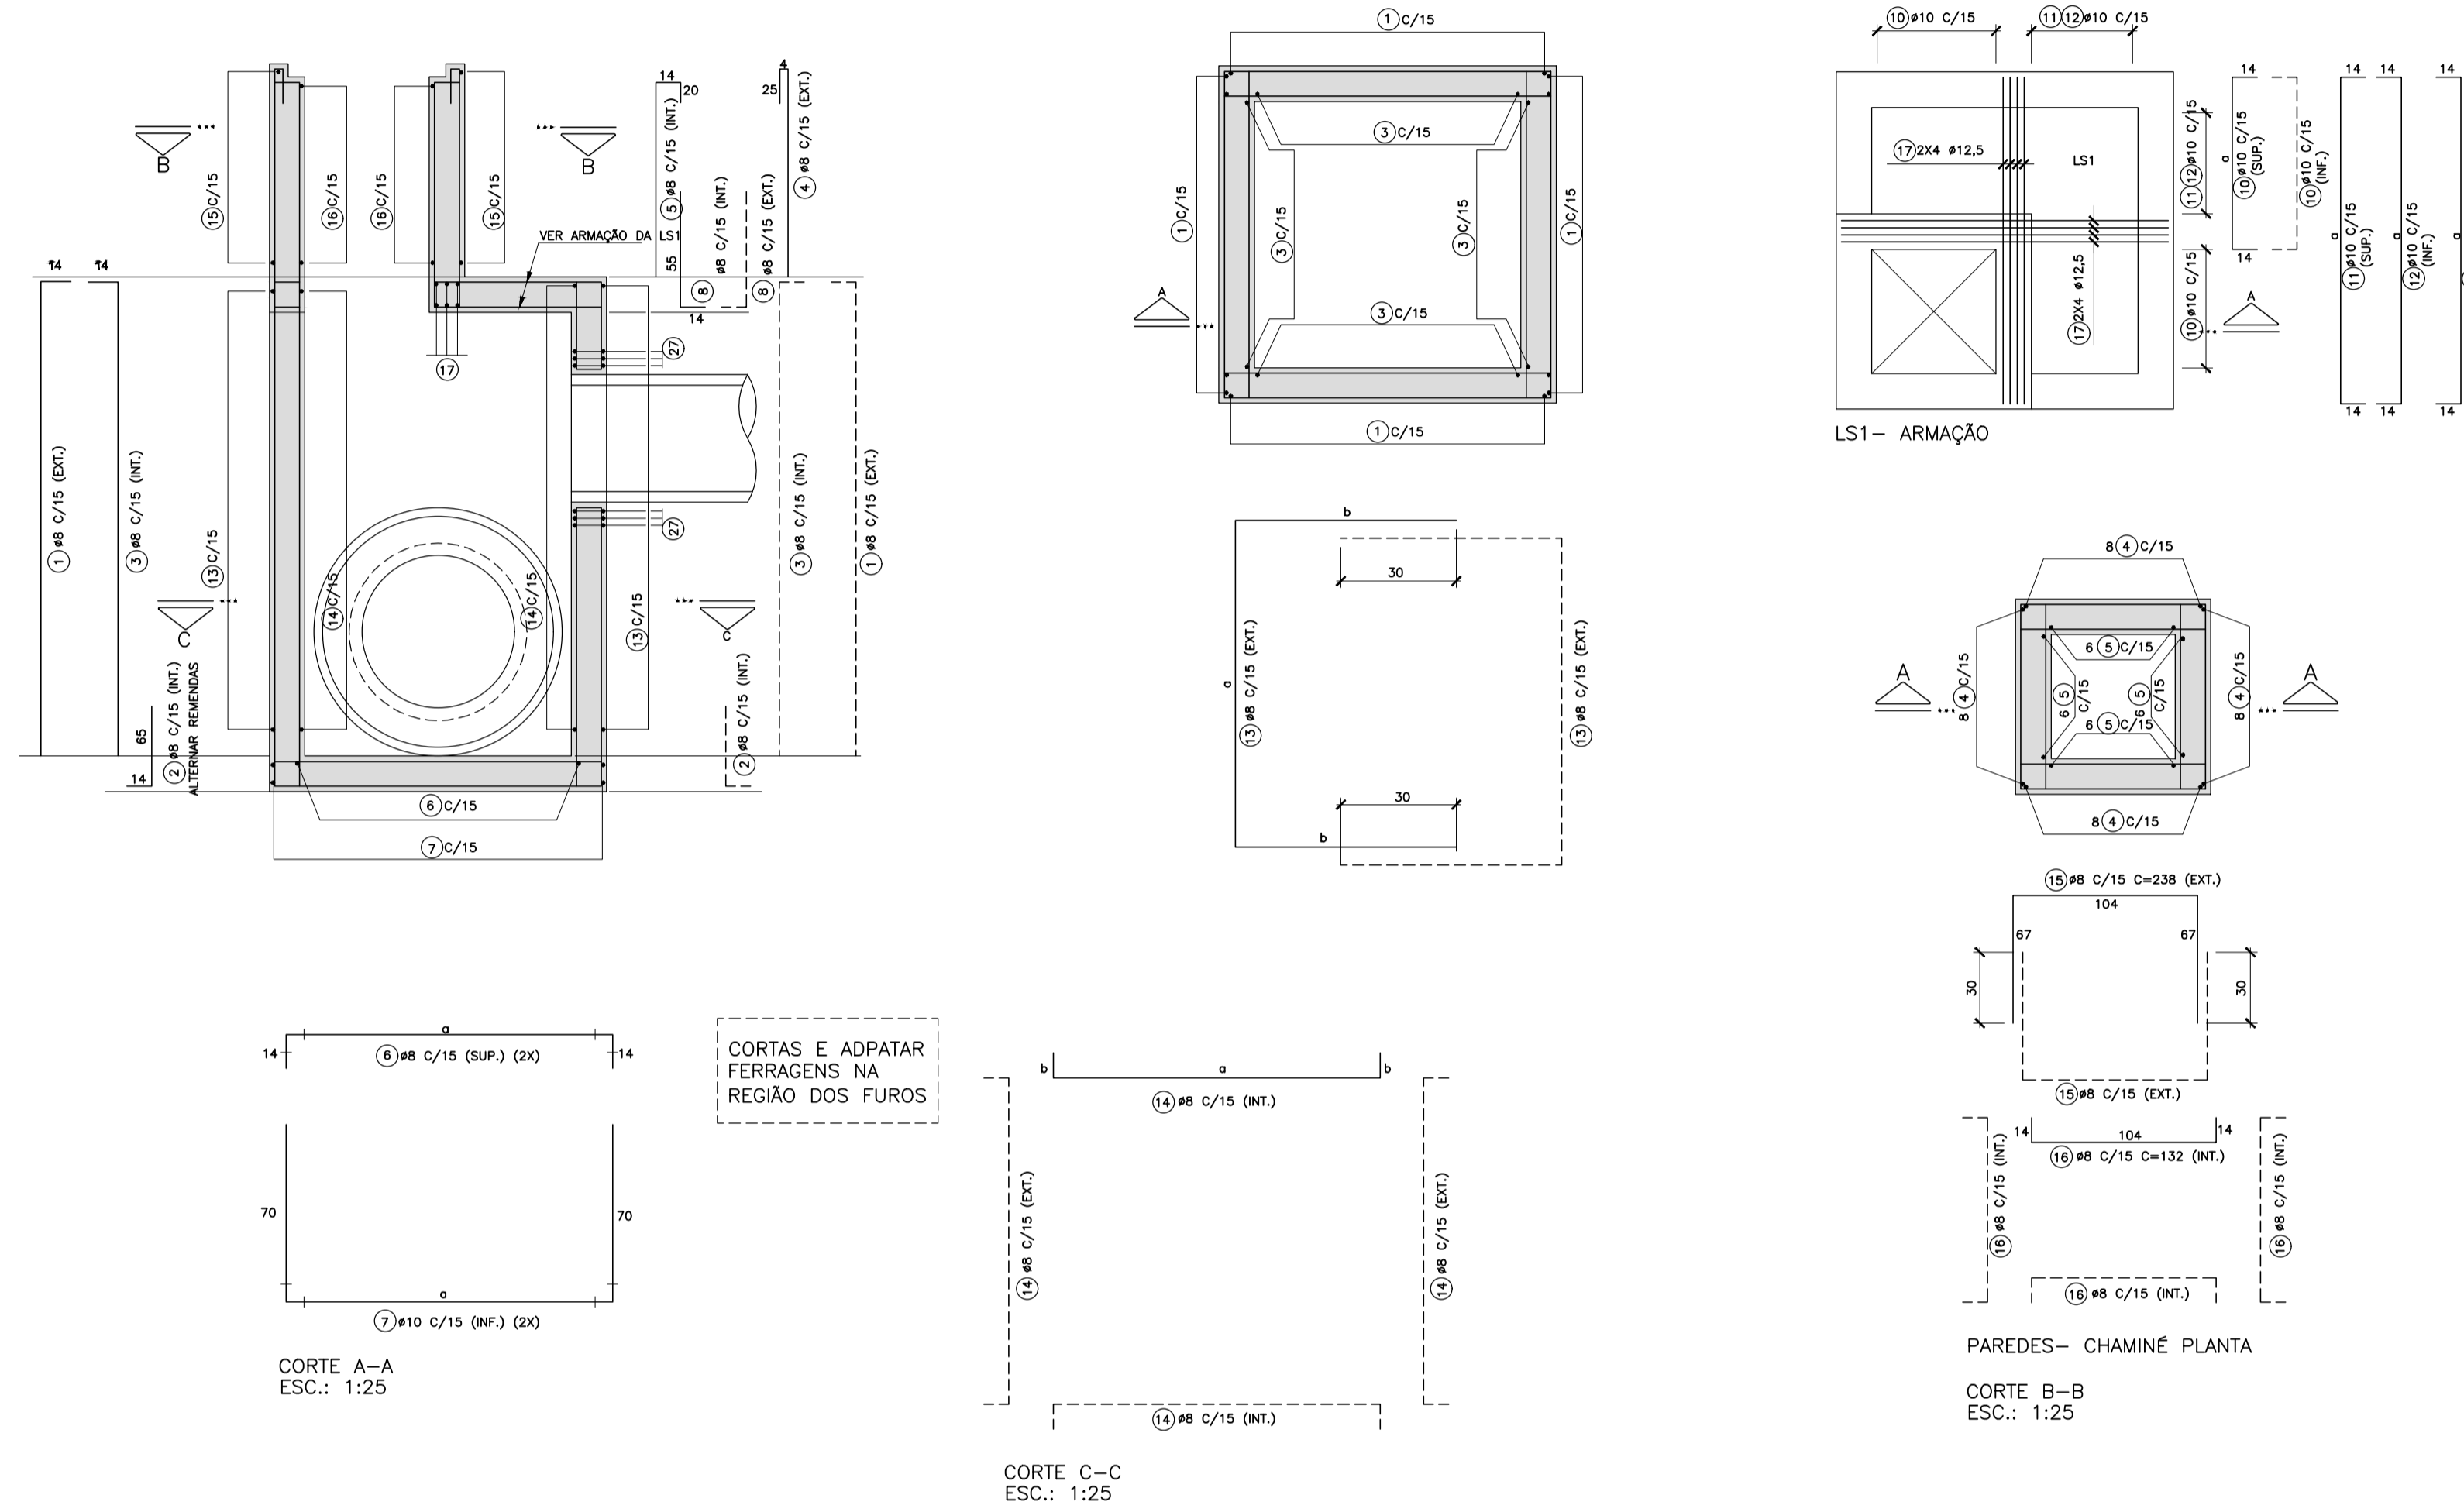 B
B
15 C/15
16 C/15
16 C/15
15 C/15
14
20
5 ø8 C/15 (INT.)
55
8 ø8 C/15 (INT.)
14
8 ø8 C/15 (EXT.)
4
25
4 ø8 C/15 (EXT.)
VER ARMAÇÃO DA LS1
14
14
1 ø8 C/15 (EXT.)
3 ø8 C/15 (INT.)
17
27
27
13 C/15
14 C/15
14 C/15
13 C/15
C
C
65
14
2 ø8 C/15 (INT.)
ALTERNAR REMENDAS
2 ø8 C/15 (INT.)
3 ø8 C/15 (INT.)
1 ø8 C/15 (EXT.)
6 C/15
7 C/15
a
14
14
6 ø8 C/15 (SUP.) (2X)
70
70
a
7 ø10 C/15 (INF.) (2X)
CORTE A-A
ESC.: 1:25
CORTAS E ADPATAR
FERRAGENS NA
REGIÃO DOS FUROS
1 C/15
3 C/15
1 C/15
3 C/15
3 C/15
1 C/15
3 C/15
1 C/15
A
b
30
a
13 ø8 C/15 (EXT.)
13 ø8 C/15 (EXT.)
30
b
b
a
b
14 ø8 C/15 (INT.)
14 ø8 C/15 (EXT.)
14 ø8 C/15 (EXT.)
14 ø8 C/15 (INT.)
CORTE C-C
ESC.: 1:25
10 ø10 C/15
11 12 ø10 C/15
17 2X4 ø12,5
LS1
11 12 ø10 C/15
17 2X4 ø12,5
10 ø10 C/15
A
14
a
10 ø10 C/15
(SUP.)
14
10 ø10 C/15
(INF.)
14
a
11 ø10 C/15
(SUP.)
14
14
a
12 ø10 C/15
(INF.)
14
14
a
14
LS1- ARMAÇÃO
8 4 C/15
6 5 C/15
8 4 C/15
6 5 C/15
6 5 C/15
8 4 C/15
6 5 C/15
8 4 C/15
A
A
15 ø8 C/15 C=238 (EXT.)
104
67
67
30
30
15 ø8 C/15 (EXT.)
14
104
14
16 ø8 C/15 C=132 (INT.)
16 ø8 C/15 (INT.)
16 ø8 C/15 (INT.)
16 ø8 C/15 (INT.)
PAREDES- CHAMINÉ PLANTA
CORTE B-B
ESC.: 1:25